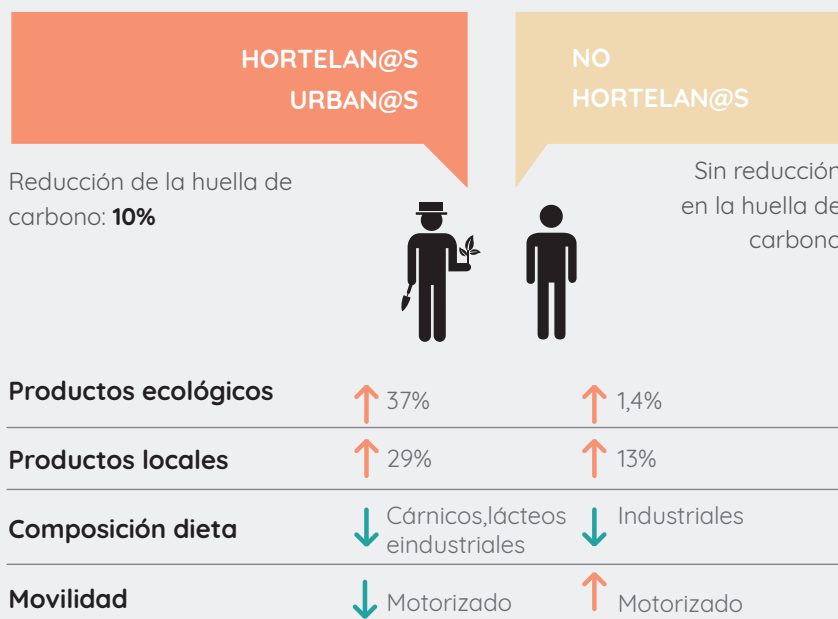 HORTELAN@S
URBAN@S
NO
HORTELAN@S
Reducción de la huella de
carbono: 10%
Sin reducción
en la huella de
carbono
Productos ecológicos
37%
1,4%
Productos locales
29%
13%
Composición dieta
Cárnicos,lácteos
eindustriales
Industriales
Movilidad
Motorizado
Motorizado